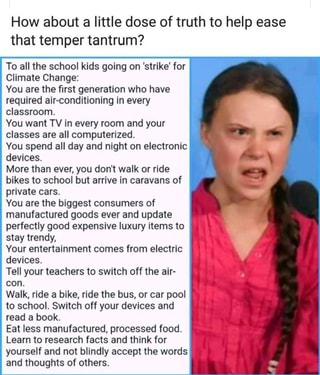 How about a little dose of truth to help ease
that temper tantrum?
To all the school kids going on 'strike' for
Climate Change:
You are the first generation who have
required air-conditioning in every
classroom.
You want TV in every room and your
classes are all computerized.
You spend all day and night on electronic
devices.
More than ever, you don't walk or ride
bikes to school but arrive in caravans of
private cars.
You are the biggest consumers of
manufactured goods ever and update
perfectly good expensive luxury items to
stay trendy,
Your entertainment comes from electric
devices.
Tell your teachers to switch off the air-
con.
Walk, ride a bike, ride the bus, or car pool
to school. Switch off your devices and
read a book.
Eat less manufactured, processed food.
Learn to research facts and think for
yourself and not blindly accept the words
and thoughts of others.